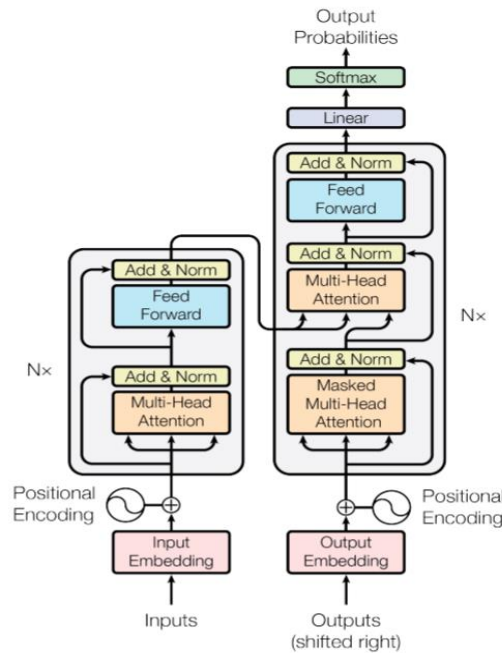 Output
Probabilities
Softmax
Linear
Add & Norm
Feed
Forward
Add & Norm
Multi-Head
Attention
Add & Norm
Masked
Multi-Head
Attention
Nx
Add & Norm
Feed
Forward
Add & Norm
Multi-Head
Attention
Nx
Positional
Encoding
Positional
Encoding
Input
Embedding
Output
Embedding
Inputs
Outputs
(shifted right)